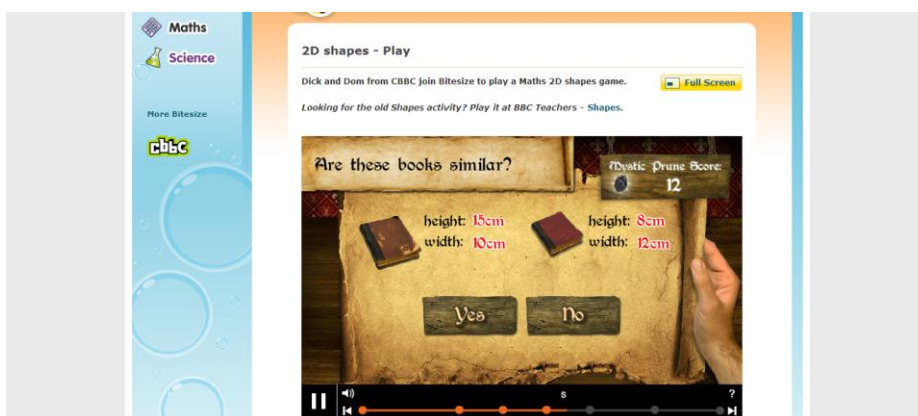 Maths
Science
More Bitesize
cbbc
2D shapes - Play
Dick and Dom from CBBC join Bitesize to play a Maths 2D shapes game.
Full Screen
Looking for the old Shapes activity? Play it at BBC Teachers - Shapes.
Are these books similar?
Mystic Prune Score:
12
height: 15cm
width: 10cm
height: 8cm
width: 12cm
Yes
No
S
?